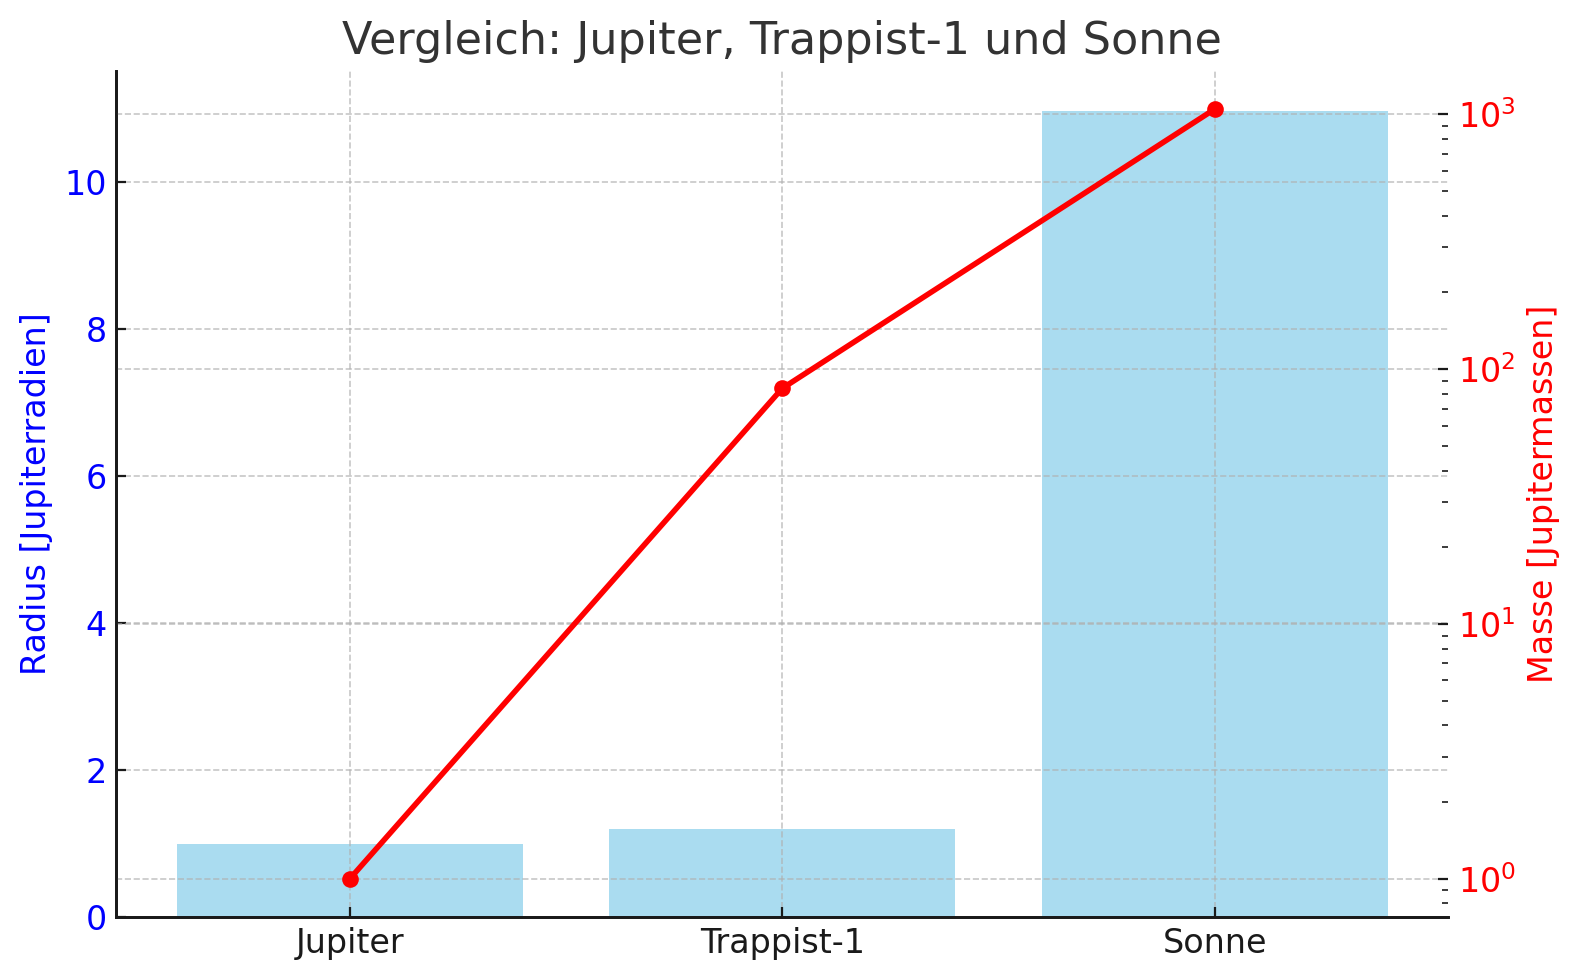 Vergleich: Jupiter, Trappist-1 und Sonne
Radius [Jupiterradien]
10
8
6
4
2
0
Masse [Jupitermassen]
10³
10²
10¹
10⁰
Jupiter
Trappist-1
Sonne